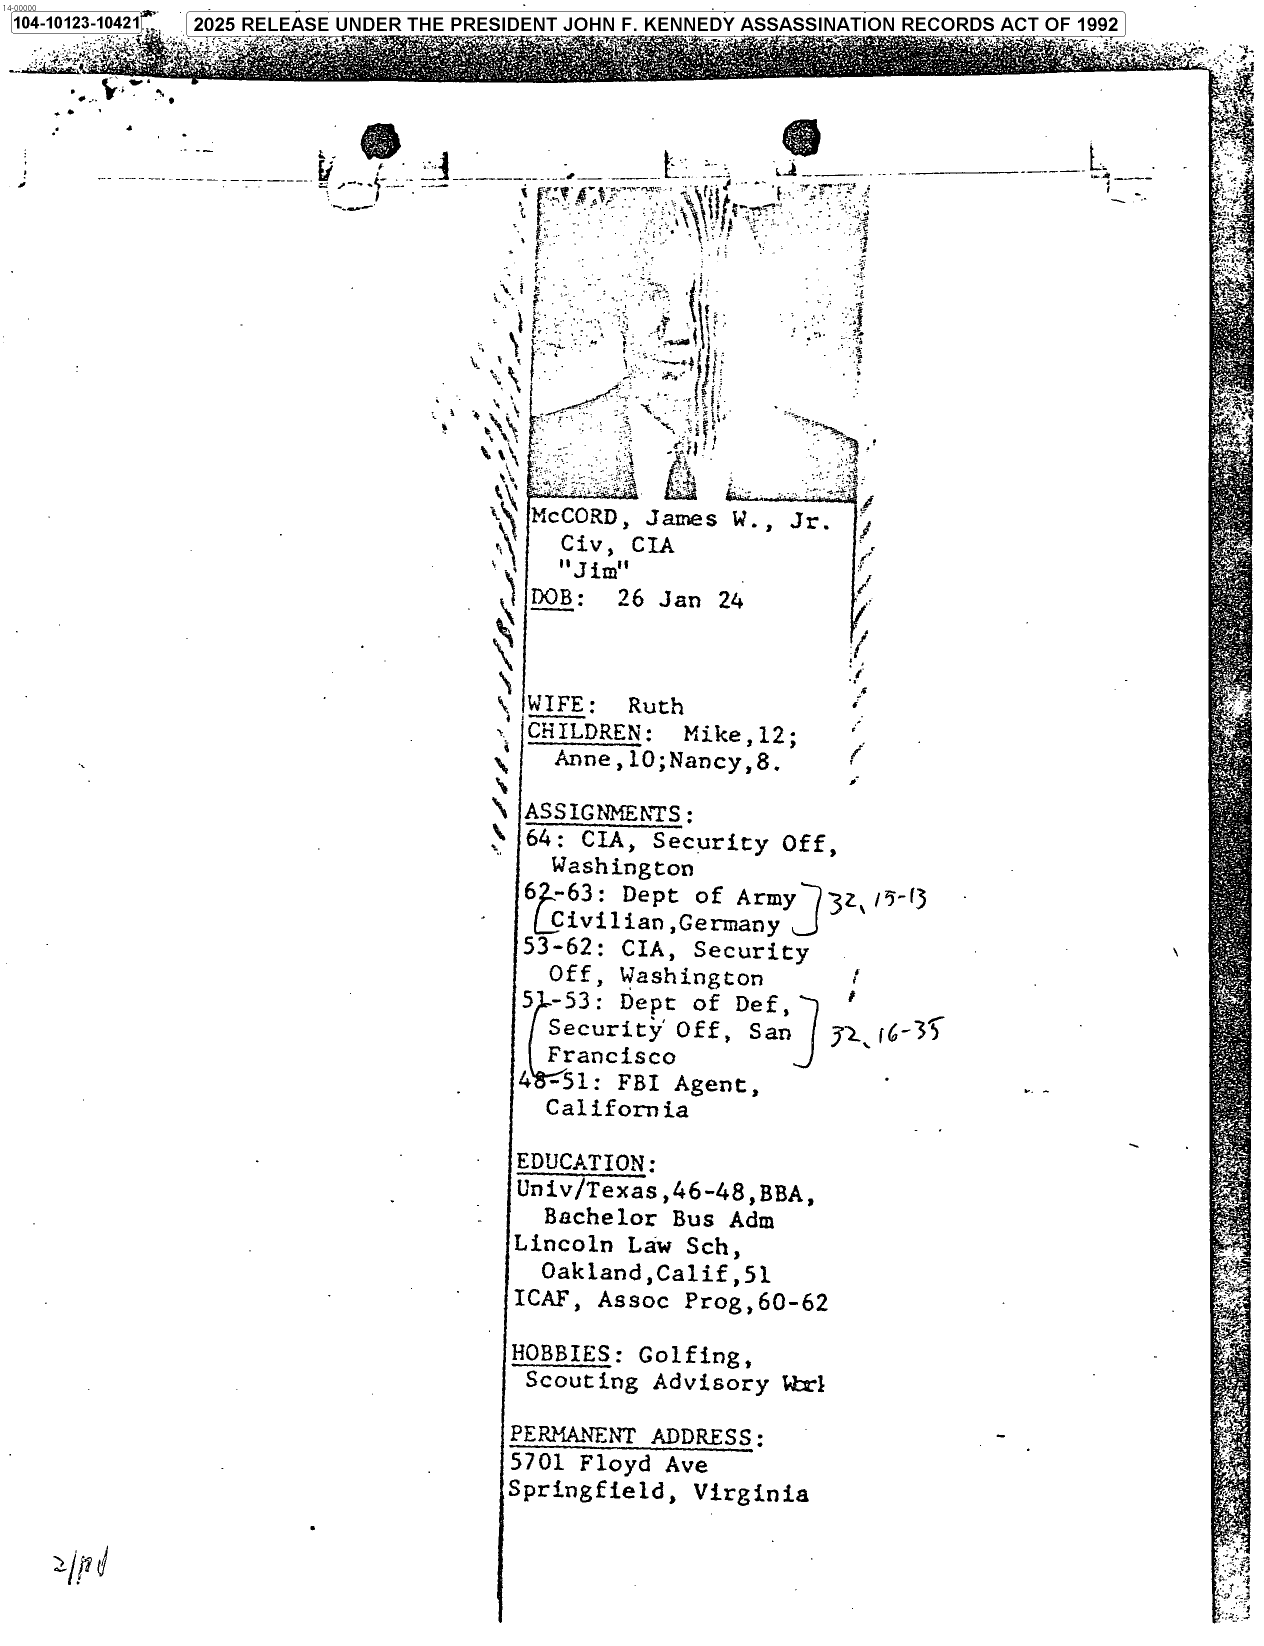 14-00000
104-10123-10421
2025 RELEASE UNDER THE PRESIDENT JOHN F. KENNEDY ASSASSINATION RECORDS ACT OF 1992
McCORD, James W., Jr.
Civ, CIA
"Jim"
DOB: 26 Jan 24
WIFE: Ruth
CHILDREN: Mike,12;
Anne,10;Nancy,8.
ASSIGNMENTS:
64: CIA, Security Off,
Washington
62-63: Dept of Army
32, 15-13
Civilian,Germany
53-62: CIA, Security
Off, Washington
51-53: Dept of Def,
Security Off, San
32, 16-35
Francisco
48-51: FBI Agent,
California
EDUCATION:
Univ/Texas,46-48,BBA,
Bachelor Bus Adm
Lincoln Law Sch,
Oakland,Calif,51
ICAF, Assoc Prog,60-62
HOBBIES: Golfing,
Scouting Advisory
PERMANENT ADDRESS:
5701 Floyd Ave
Springfield, Virginia